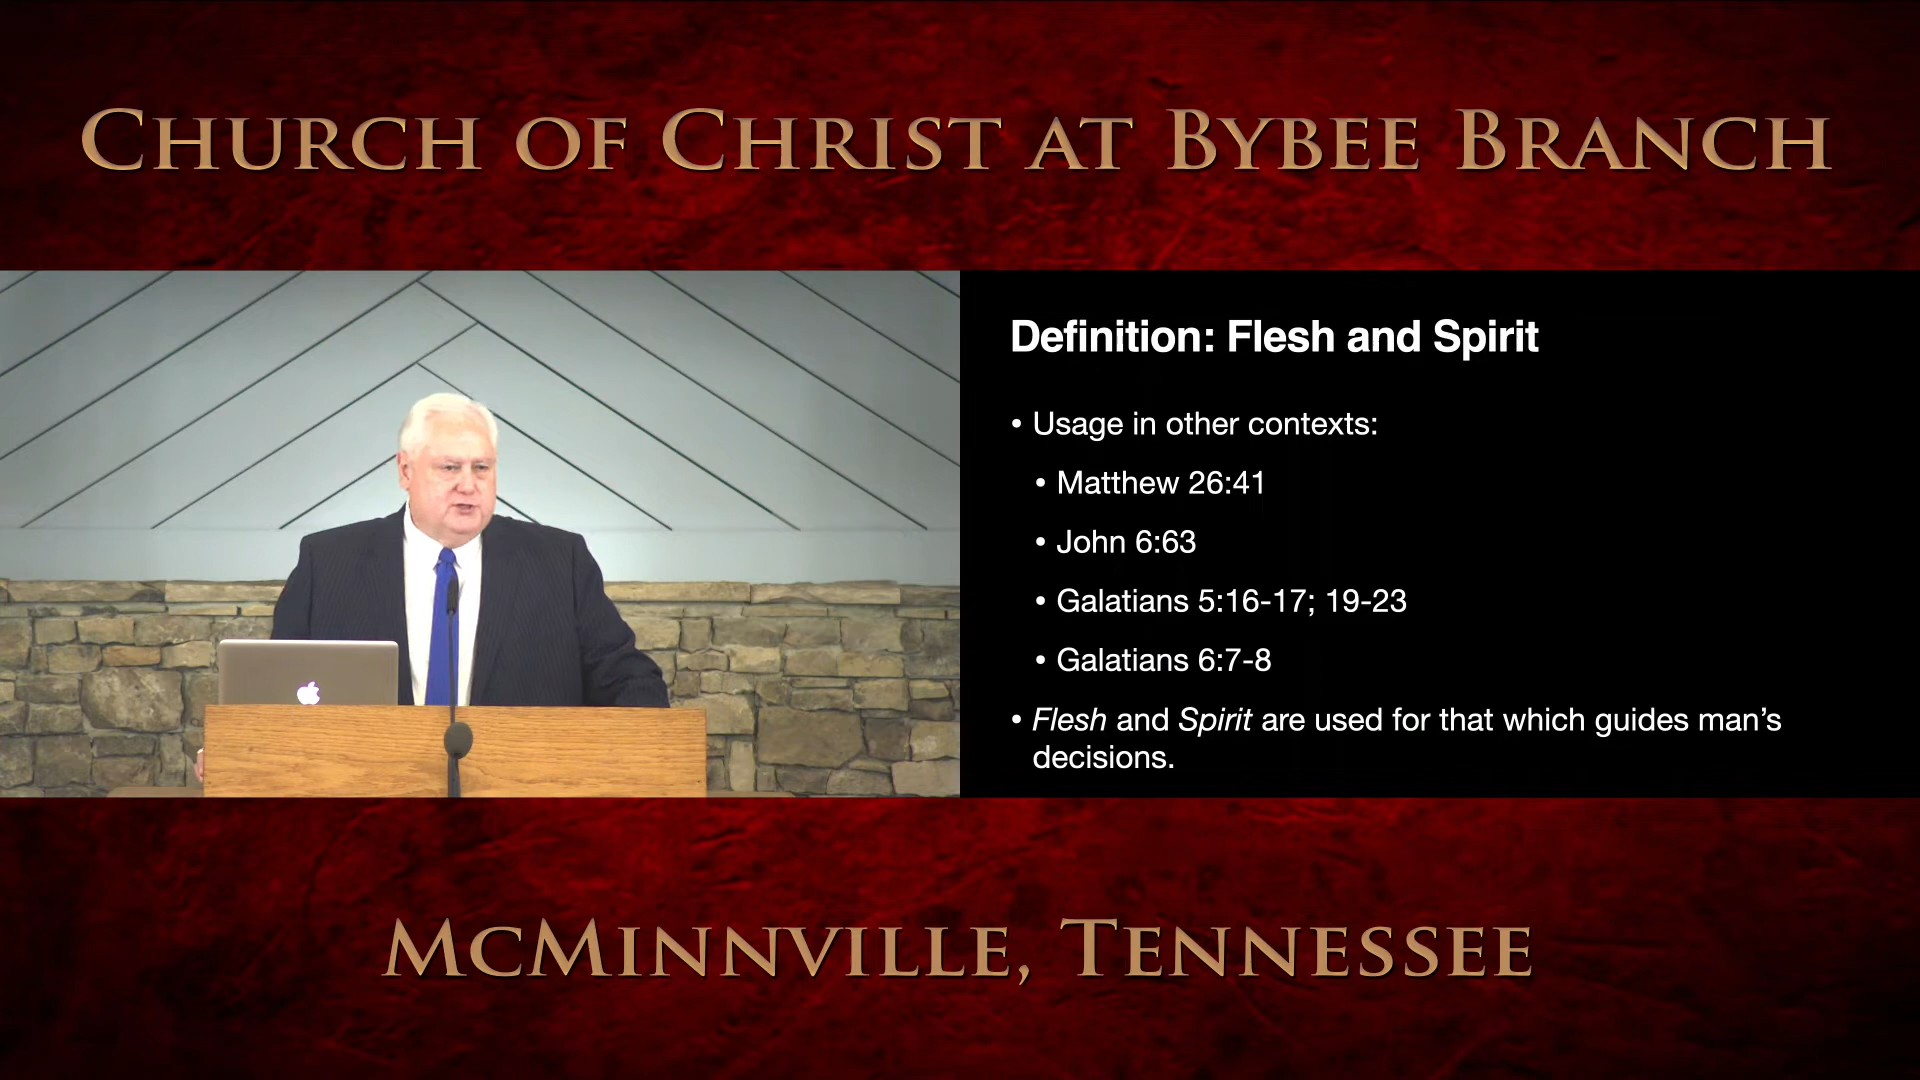 CHURCH OF CHRIST AT BYBEE BRANCH
Definition: Flesh and Spirit
• Usage in other contexts:
• Matthew 26:41
• John 6:63
• Galatians 5:16-17; 19-23
• Galatians 6:7-8
• Flesh and Spirit are used for that which guides man’s
decisions.
MCMINNVILLE, TENNESSEE